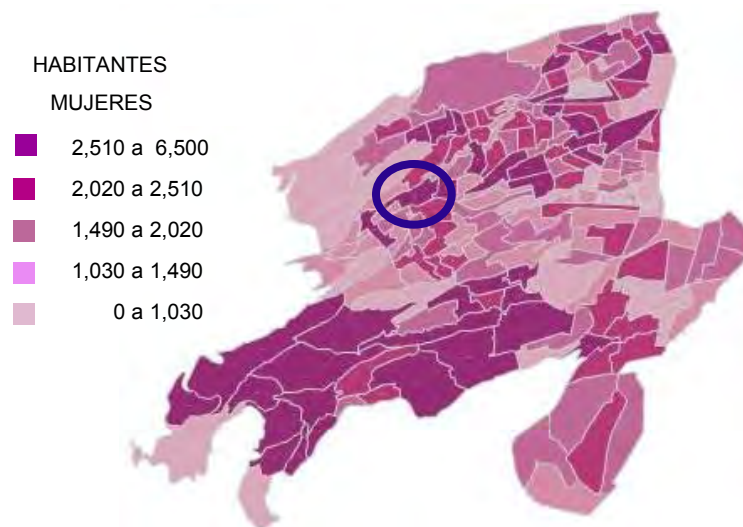 HABITANTES
MUJERES
2,510 a 6,500
2,020 a 2,510
1,490 a 2,020
1,030 a 1,490
0 a 1,030